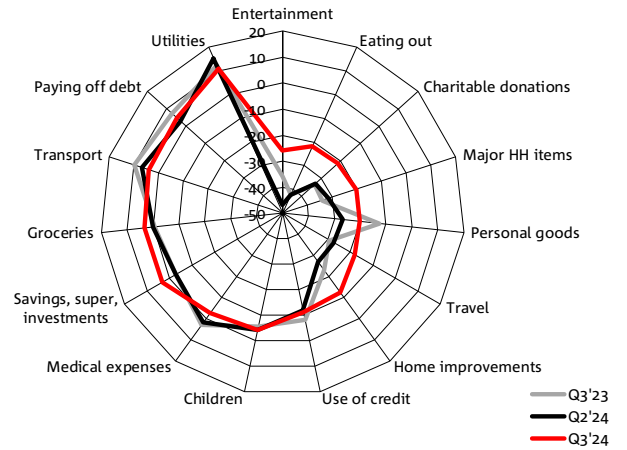 Entertainment
20
Utilities
Eating out
10
Paying off debt
0
Charitable donations
-10
-20
Transport
Major HH items
-30
-40
-50
Groceries
Personal goods
Savings, super,
investments
Travel
Medical expenses
Home improvements
Children
Use of credit
Q3'23
Q2'24
Q3'24